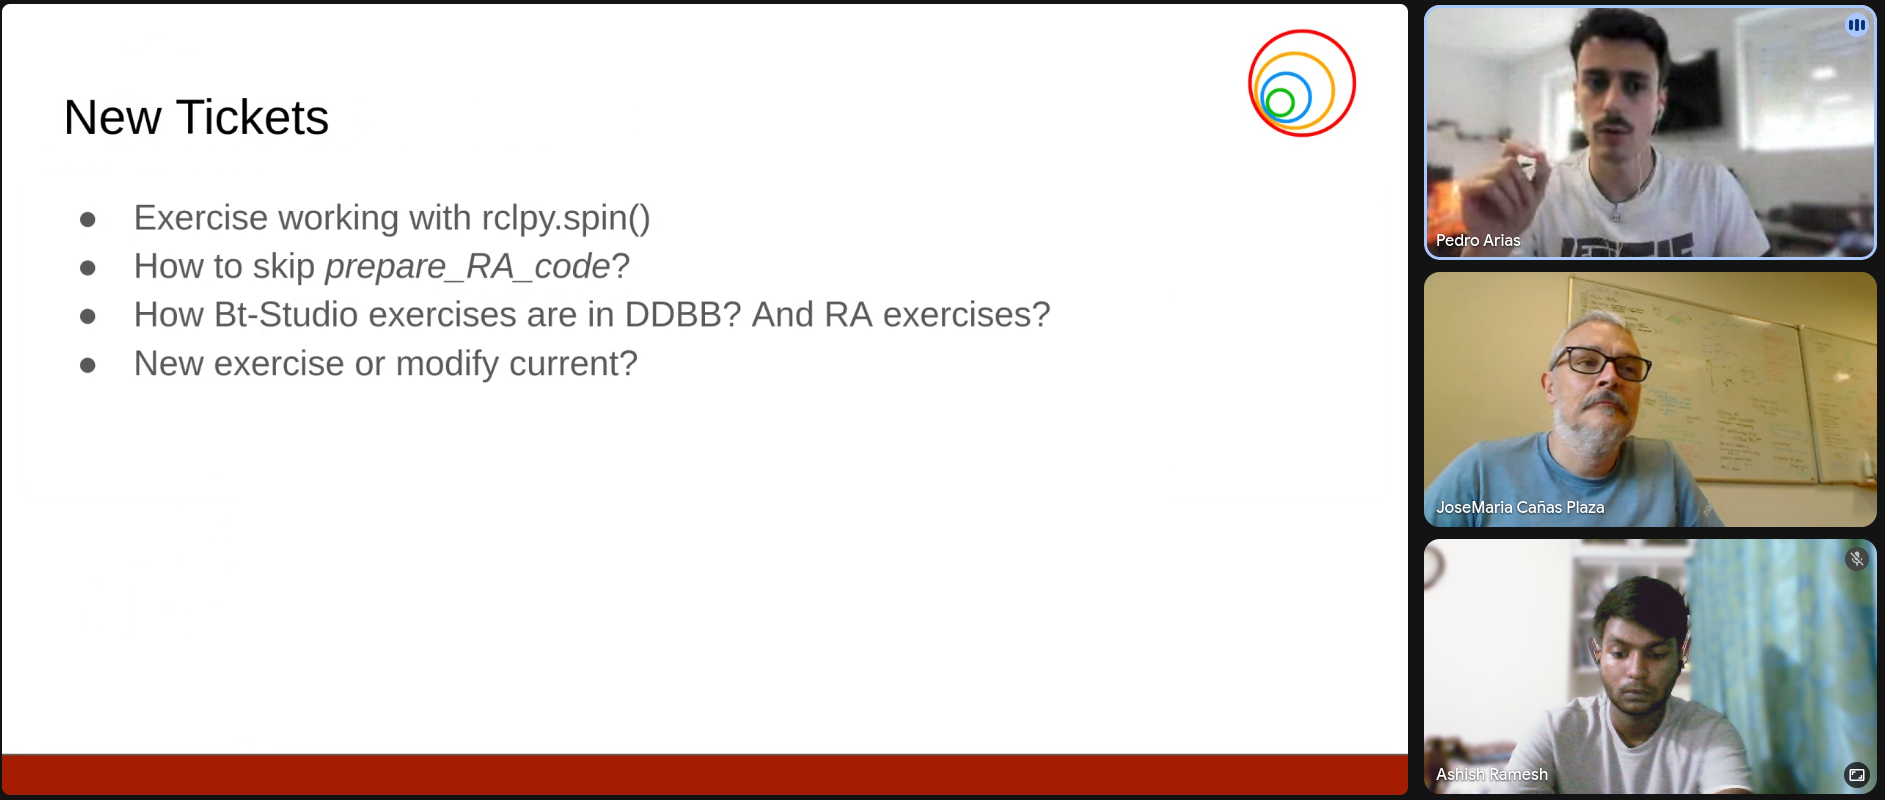 New Tickets
● Exercise working with rclpy.spin()
● How to skip prepare_RA_code?
● How Bt-Studio exercises are in DDBB? And RA exercises?
● New exercise or modify current?
Pedro Arias
JoseMaria Cañas Plaza
Ashish Ramesh